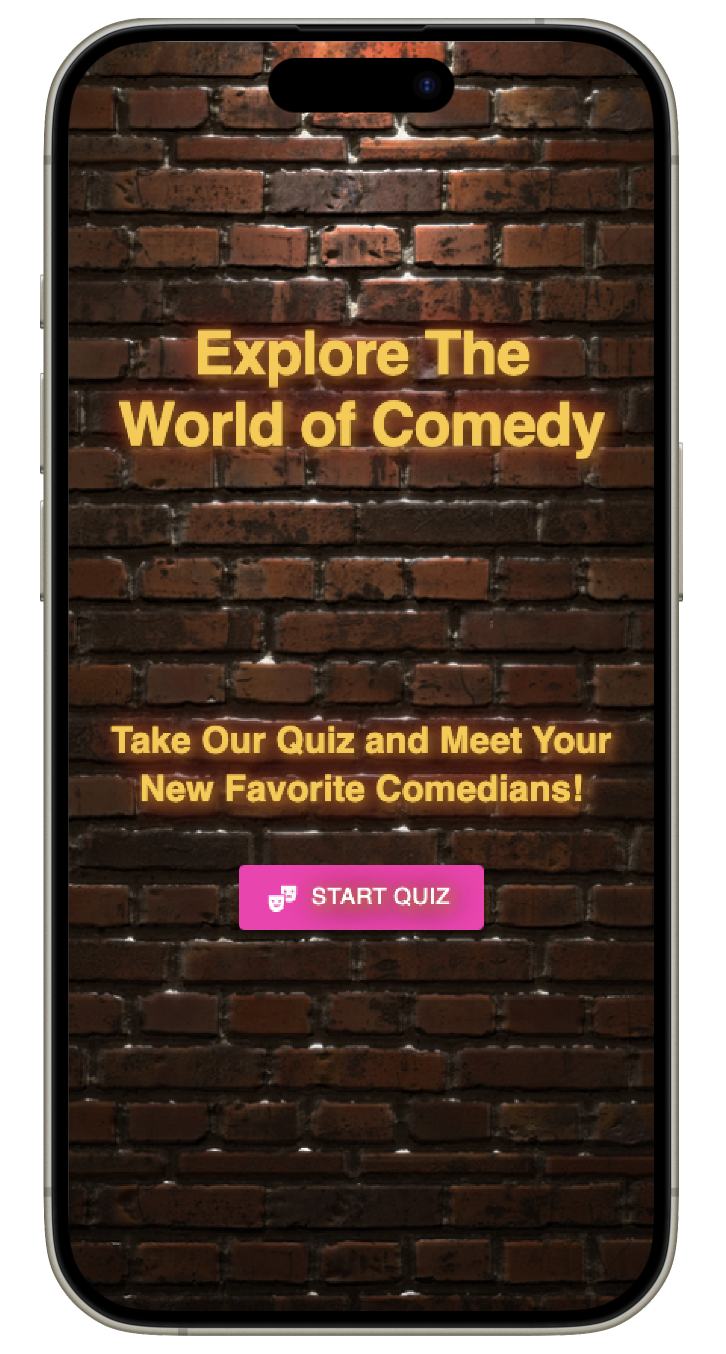 Explore The
World of Comedy
Take Our Quiz and Meet Your
New Favorite Comedians!
START QUIZ